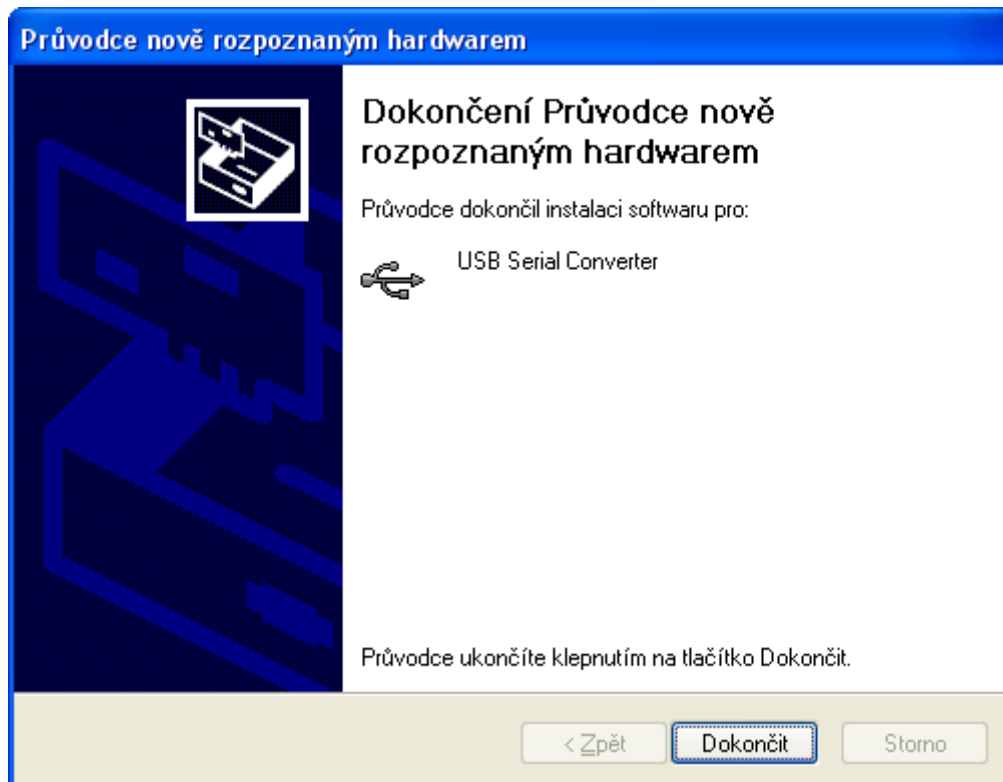 Průvodce nově rozpoznaným hardwarem
Dokončení Průvodce nově
rozpoznaným hardwarem
Průvodce dokončil instalaci softwaru pro:
USB Serial Converter
Průvodce ukončíte klepnutím na tlačítko Dokončit.
< Zpět
Dokončit
Storno